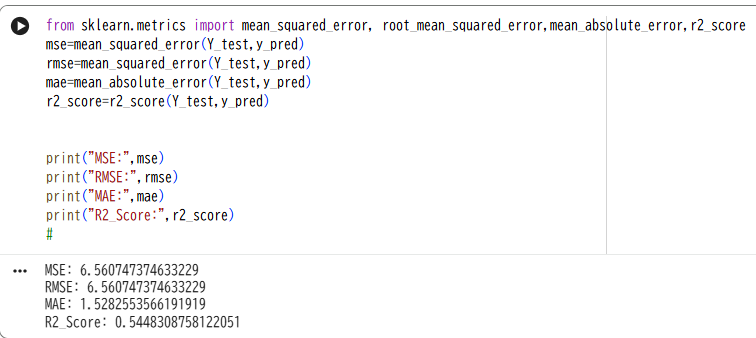 from sklearn.metrics import mean_squared_error, root_mean_squared_error,mean_absolute_error,r2_score
mse=mean_squared_error(Y_test,y_pred)
rmse=mean_squared_error(Y_test,y_pred)
mae=mean_absolute_error(Y_test,y_pred)
r2_score=r2_score(Y_test,y_pred)
print("MSE:",mse)
print("RMSE:",rmse)
print("MAE:",mae)
print("R2_Score:",r2_score)
#
MSE: 6.560747374633229
RMSE: 6.560747374633229
MAE: 1.5282553566191919
R2_Score: 0.5448308758122051